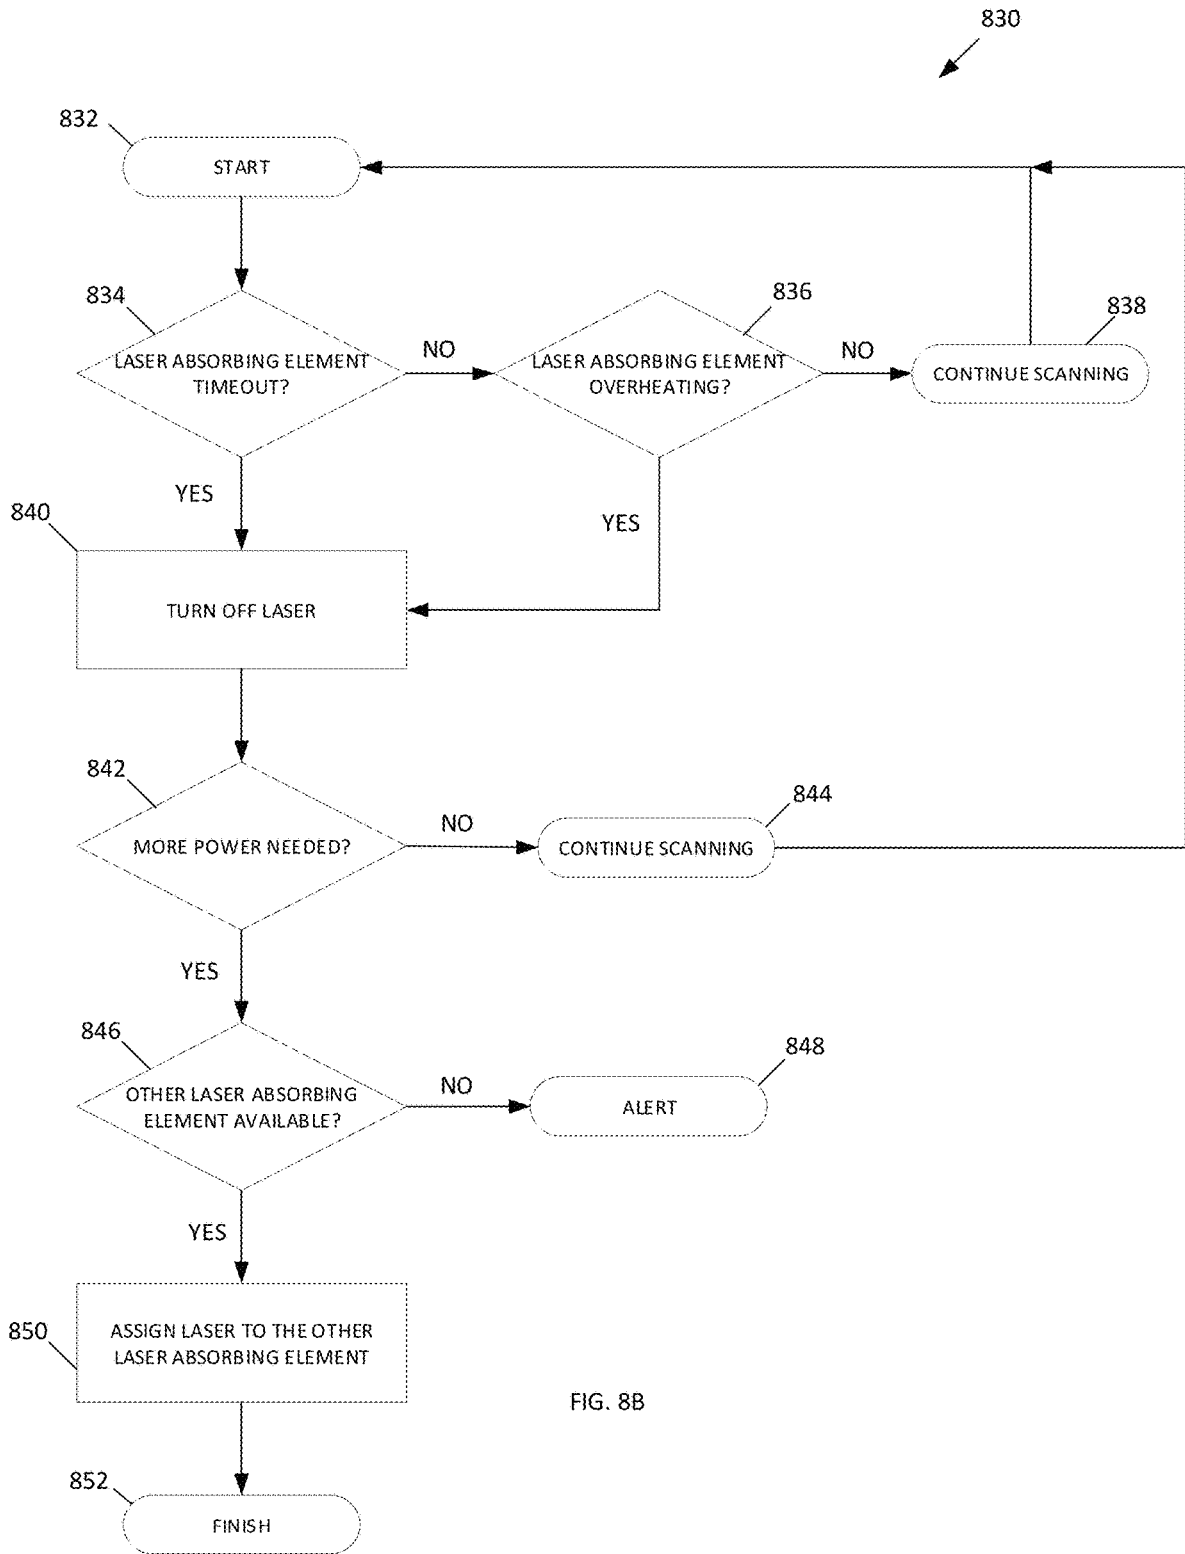 830
832
START
834
LASER ABSORBING ELEMENT
TIMEOUT?
NO
836
LASER ABSORBING ELEMENT
OVERHEATING?
NO
838
CONTINUE SCANNING
YES
YES
840
TURN OFF LASER
842
MORE POWER NEEDED?
NO
844
CONTINUE SCANNING
YES
846
OTHER LASER ABSORBING
ELEMENT AVAILABLE?
NO
848
ALERT
YES
850
ASSIGN LASER TO THE OTHER
LASER ABSORBING ELEMENT
FIG. 8B
852
FINISH